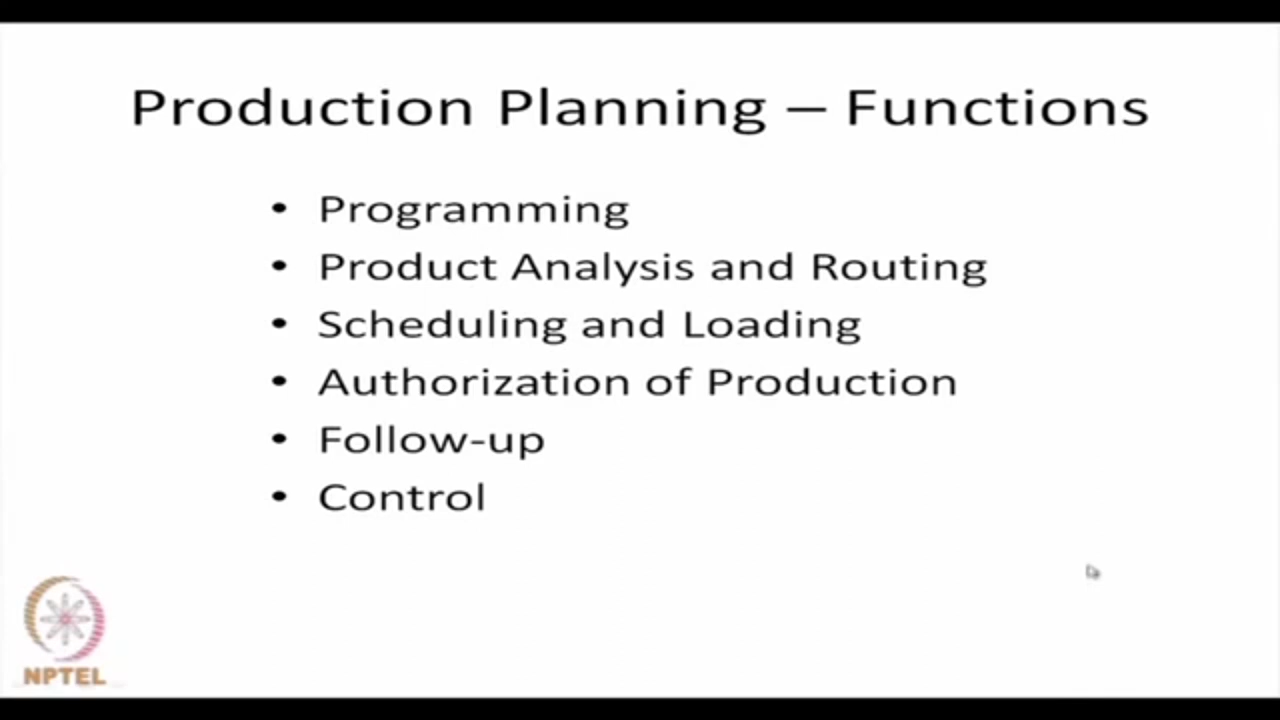 Production Planning – Functions
• Programming
• Product Analysis and Routing
• Scheduling and Loading
• Authorization of Production
• Follow-up
• Control
NPTEL